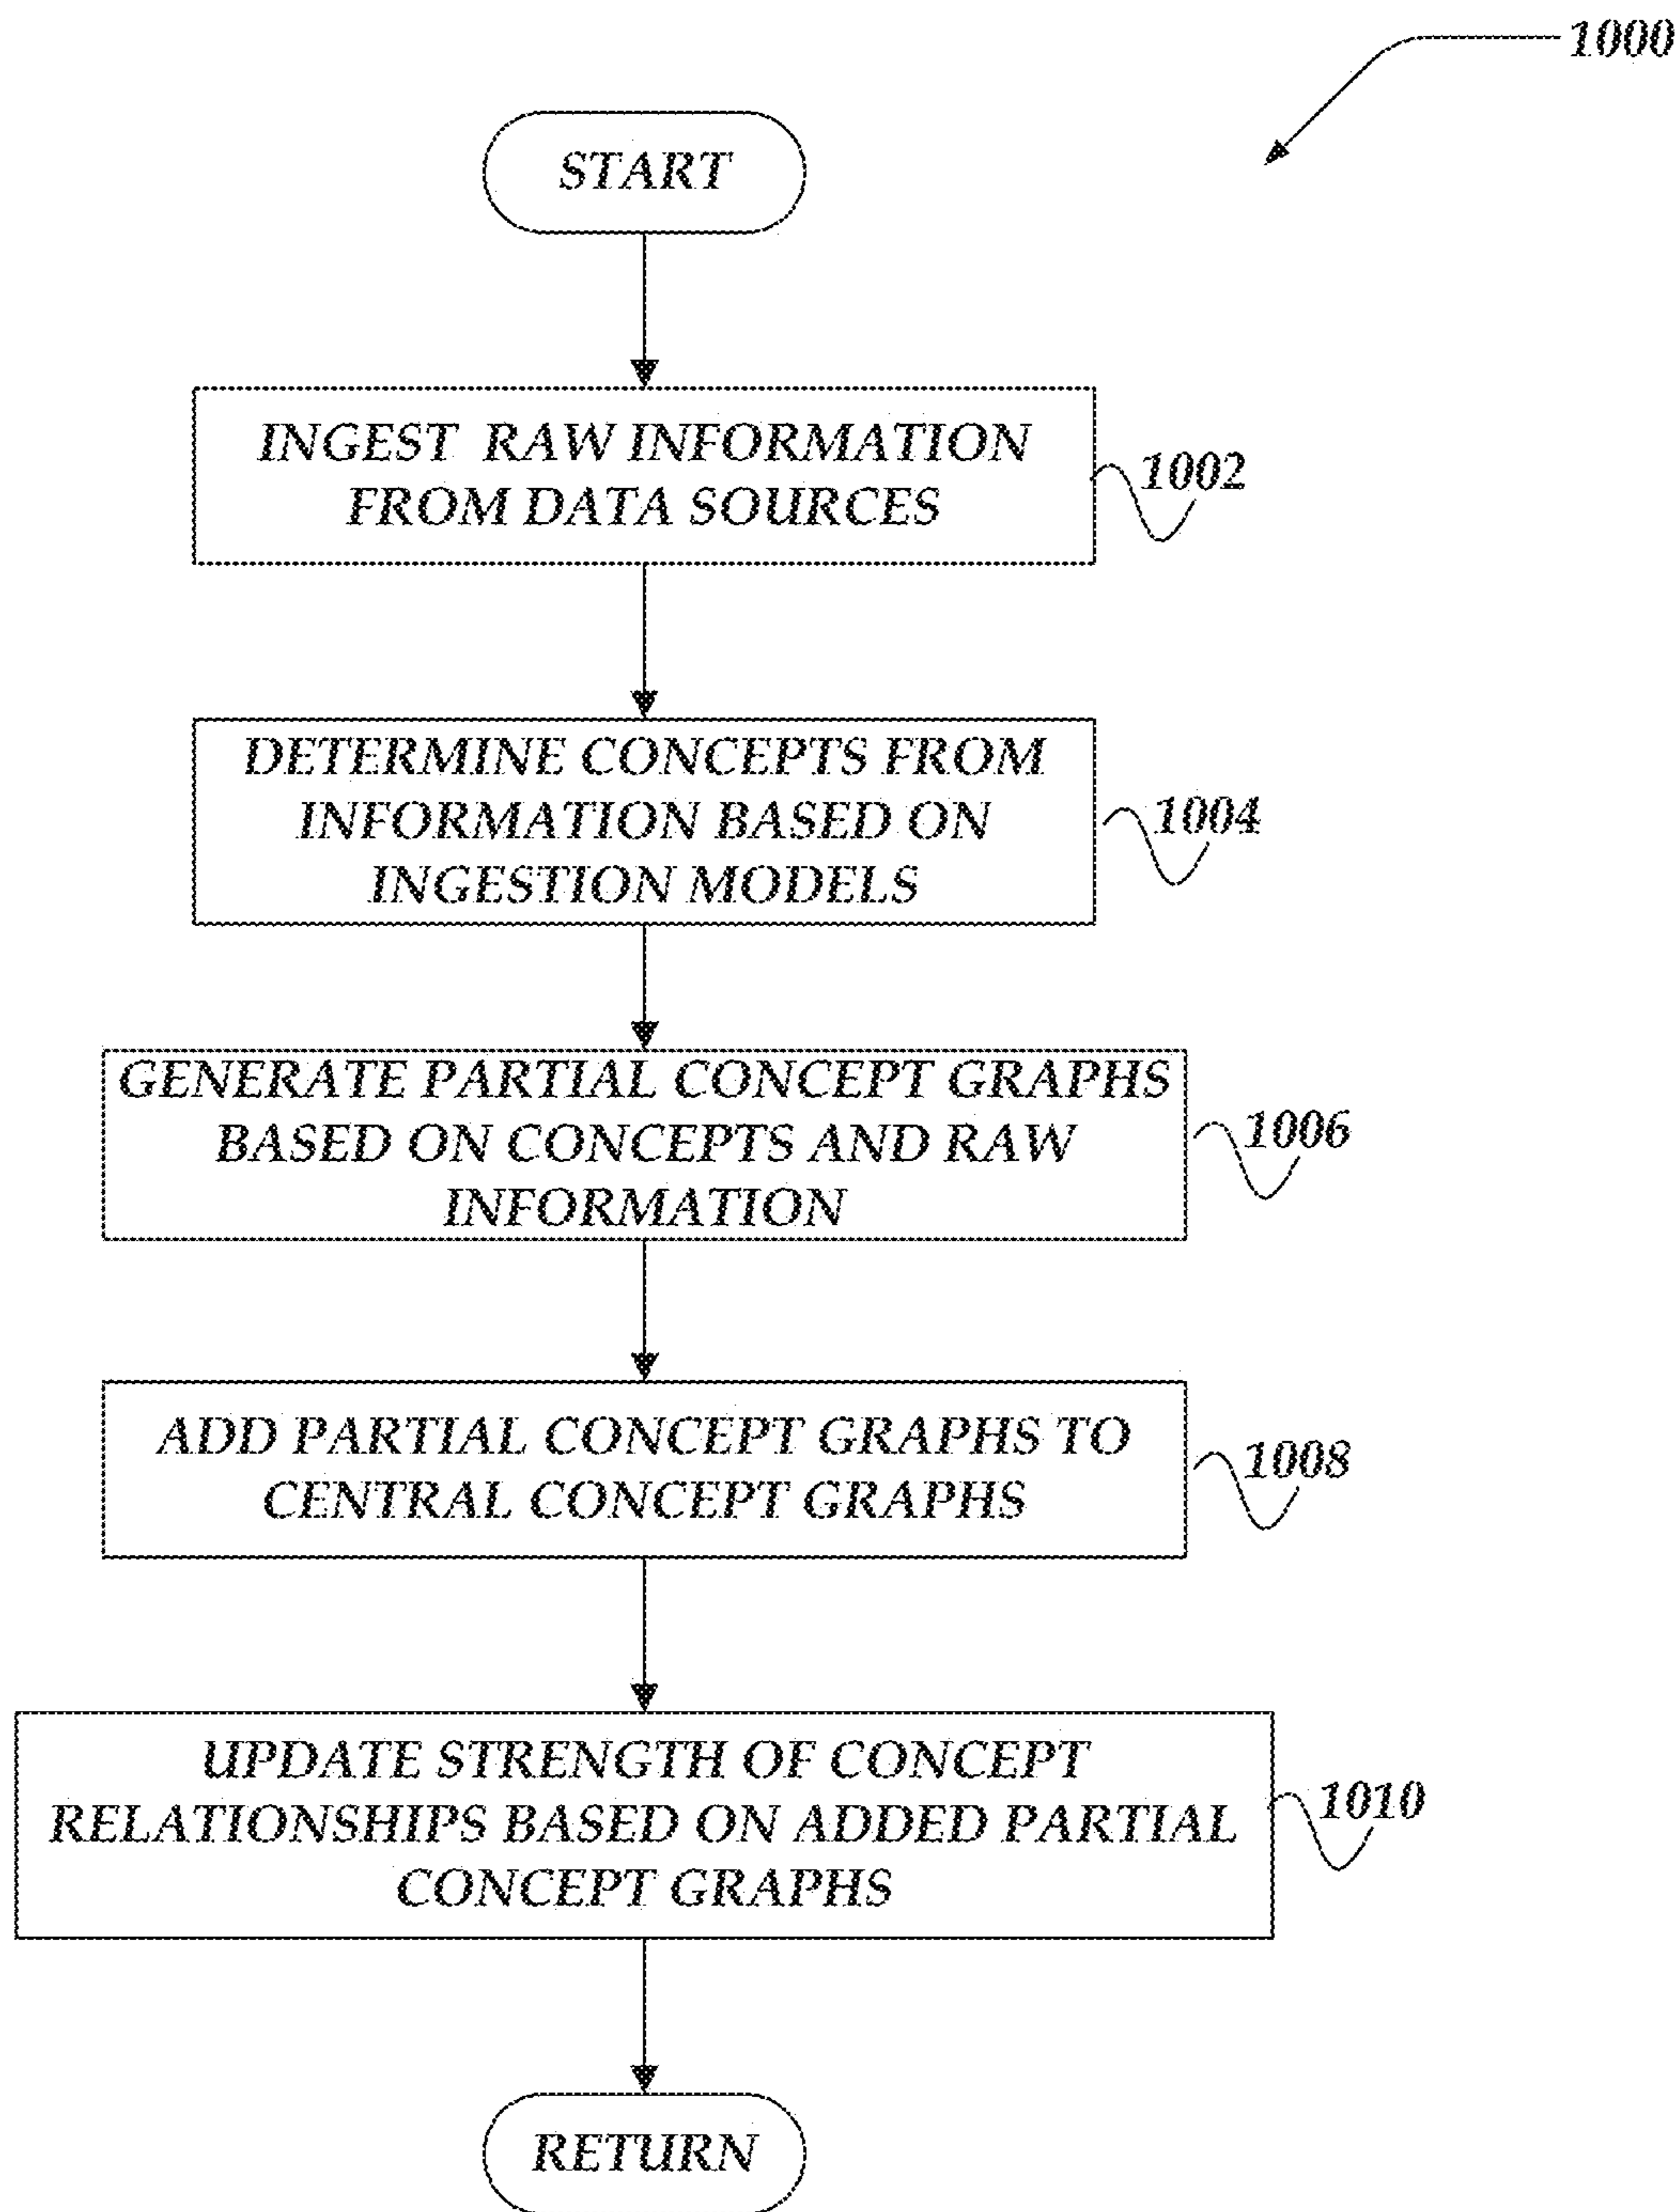 1000
START
INGEST RAW INFORMATION
FROM DATA SOURCES
1002
DETERMINE CONCEPTS FROM
INFORMATION BASED ON
INGESTION MODELS
1004
GENERATE PARTIAL CONCEPT GRAPHS
BASED ON CONCEPTS AND RAW
INFORMATION
1006
ADD PARTIAL CONCEPT GRAPHS TO
CENTRAL CONCEPT GRAPHS
1008
UPDATE STRENGTH OF CONCEPT
RELATIONSHIPS BASED ON ADDED PARTIAL
CONCEPT GRAPHS
1010
RETURN